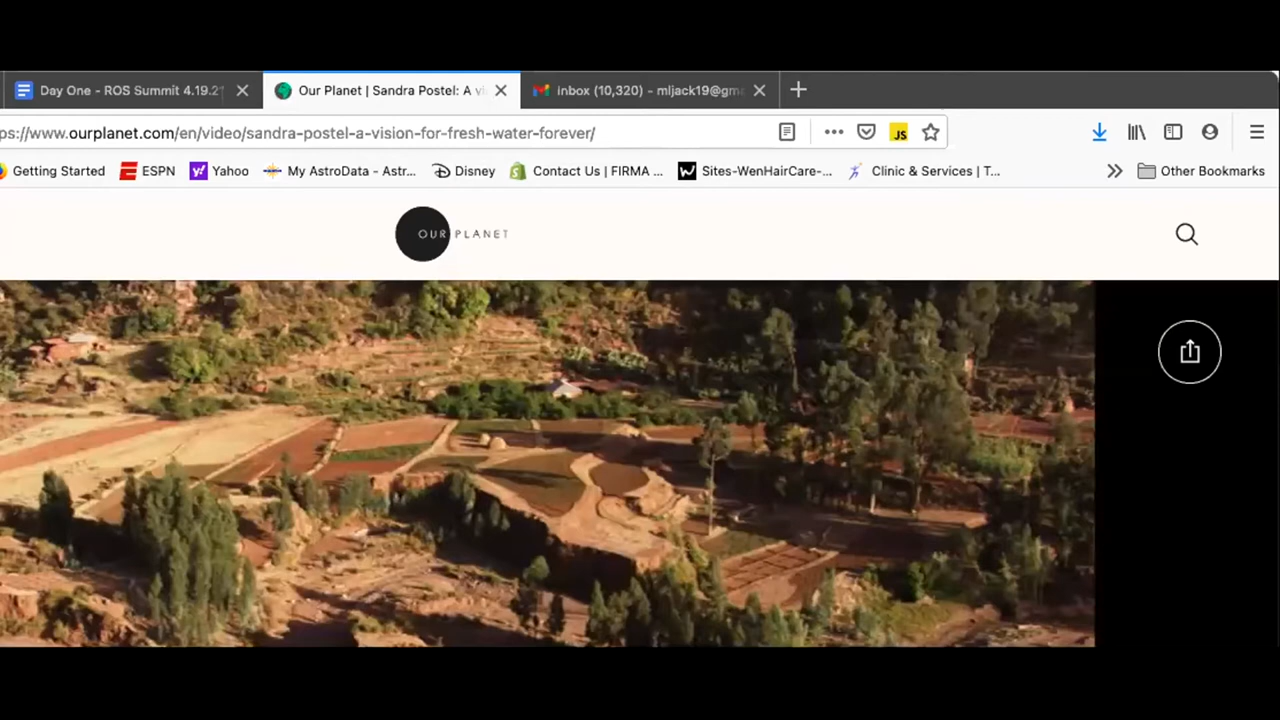 Day One - ROS Summit 4.19.2
Our Planet | Sandra Postel: A vi
inbox (10,320) - mljack19@gm
ps://www.ourplanet.com/en/video/sandra-postel-a-vision-for-fresh-water-forever/
JS
Getting Started ESPN Yahoo My AstroData - Astr... Disney Contact Us | FIRMA ... W Sites-WenHairCare-... Clinic & Services | T... Other Bookmarks
OUR PLANET